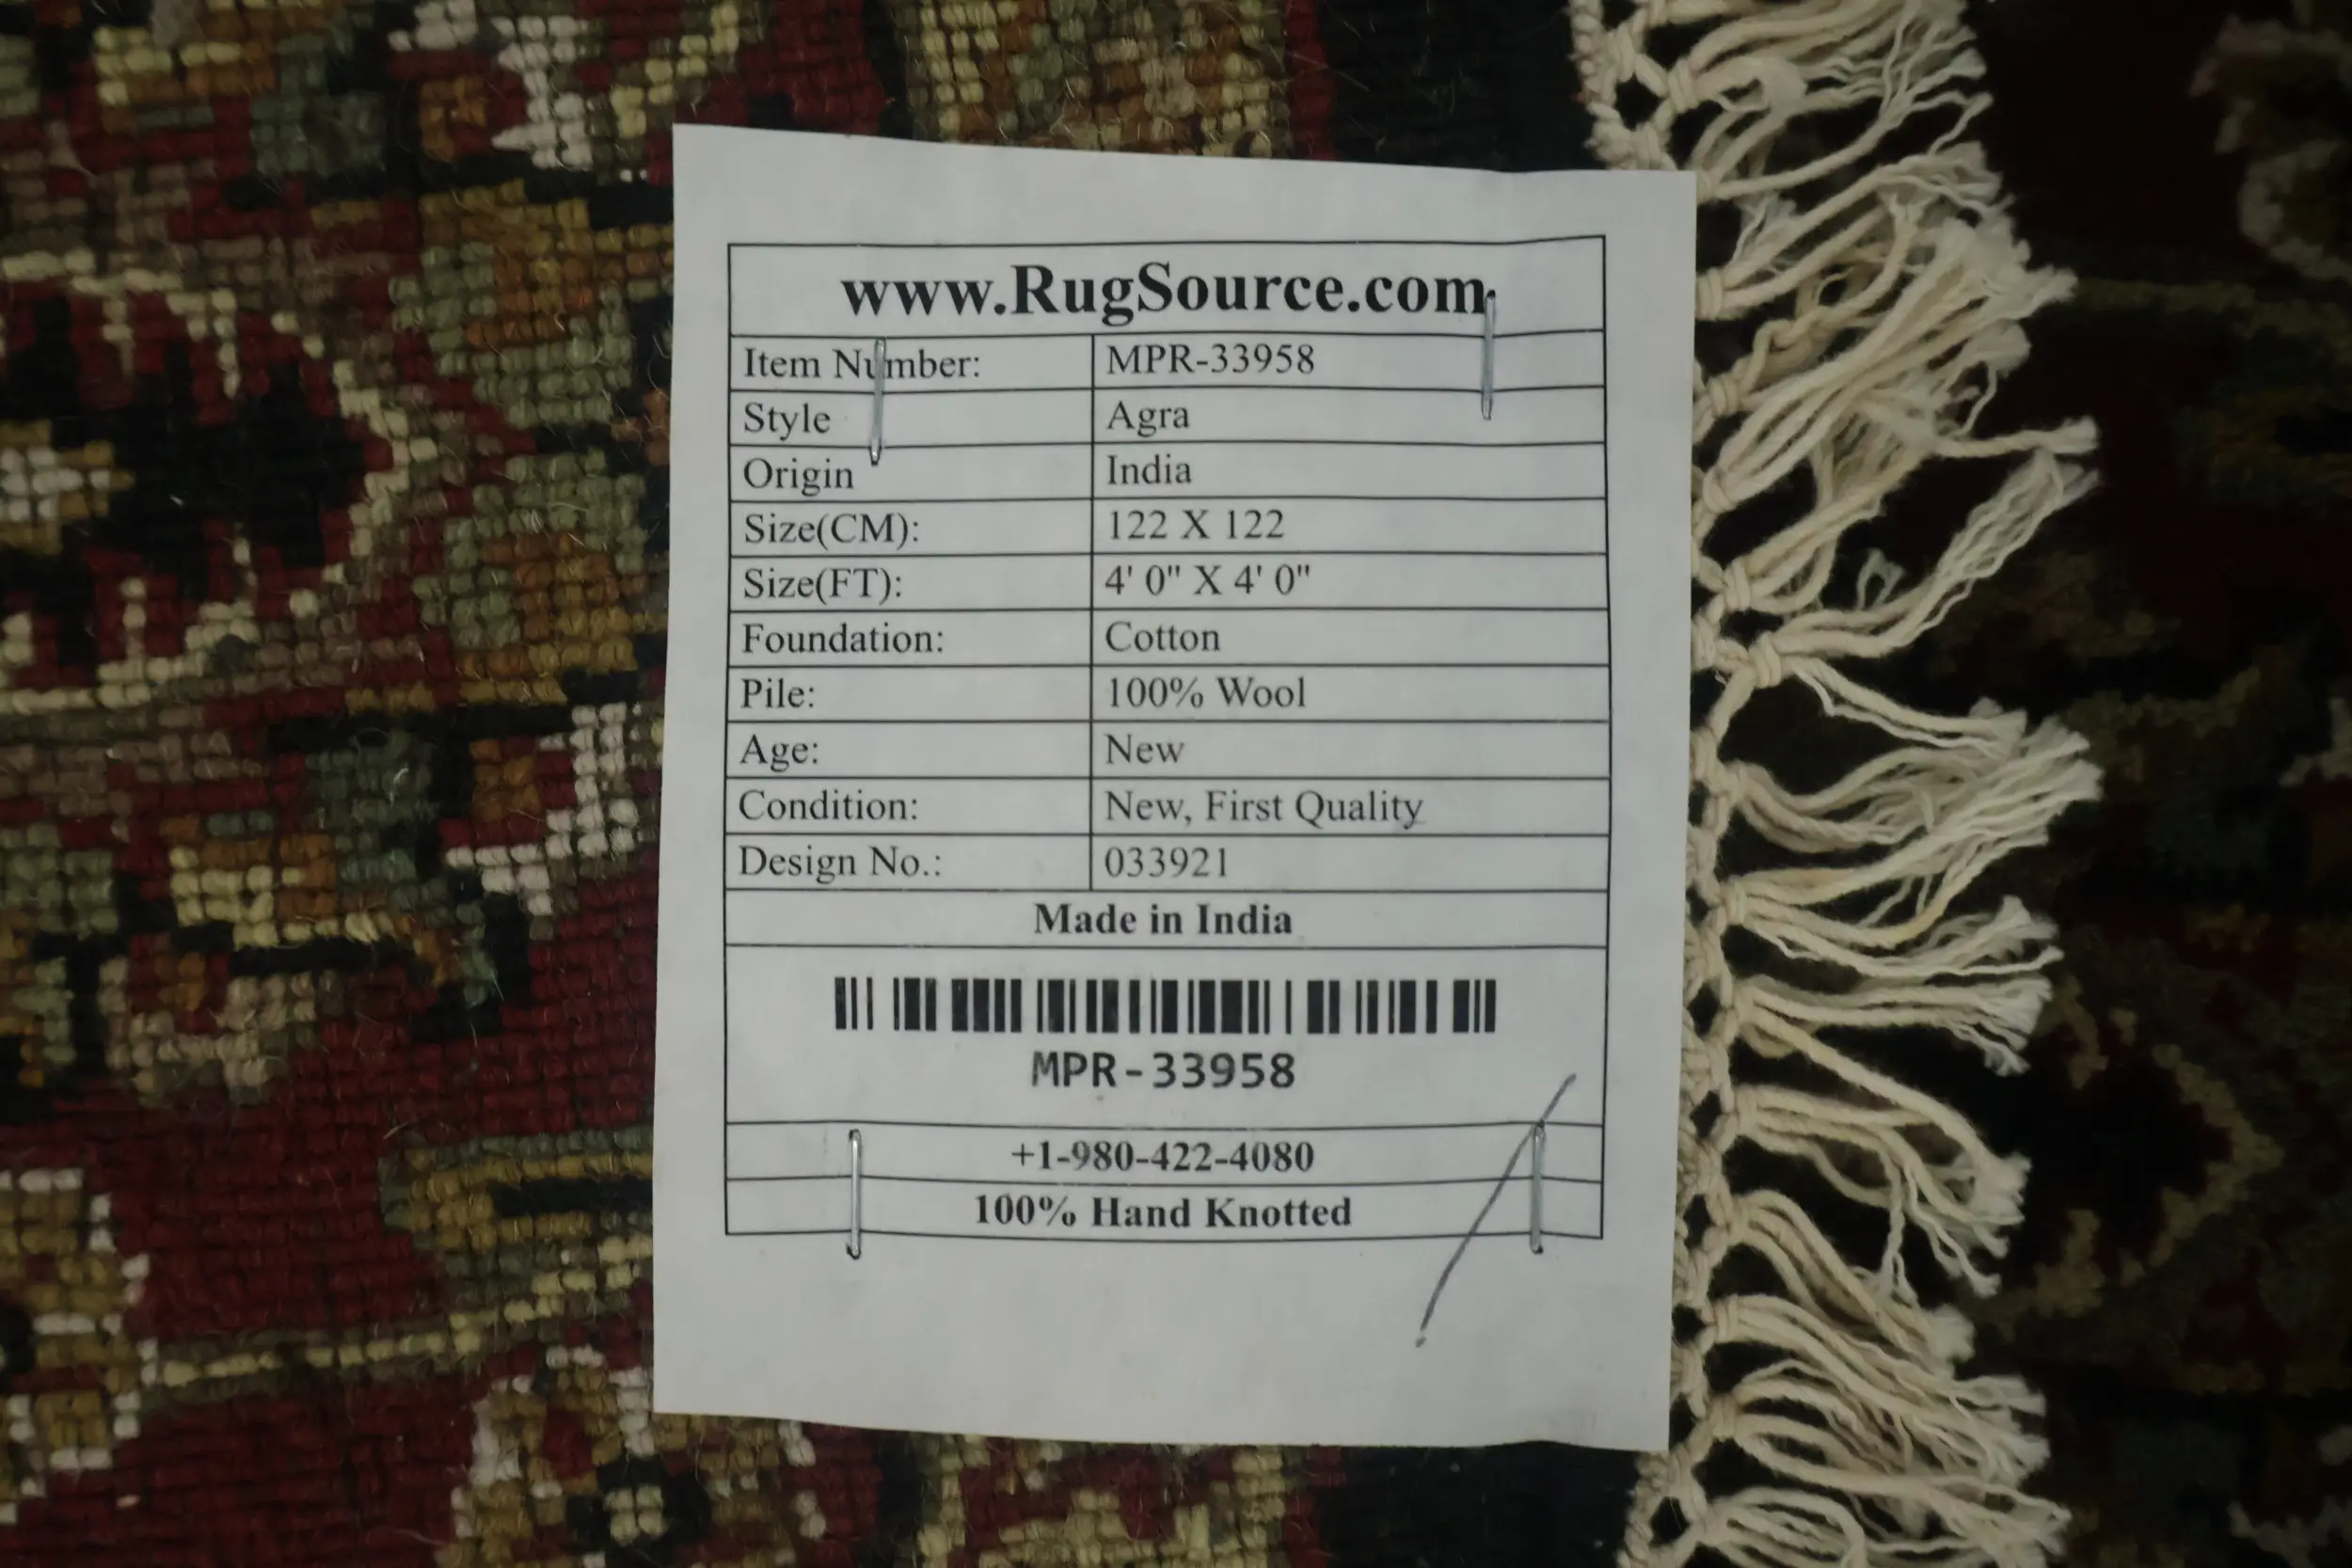 www.RugSource.com
Item Number: MPR-33958
Style Agra
Origin India
Size(CM): 122 X 122
Size(FT): 4' 0" X 4' 0"
Foundation: Cotton
Pile: 100% Wool
Age: New
Condition: New, First Quality
Design No.: 033921
Made in India
MPR-33958
+1-980-422-4080
100% Hand Knotted